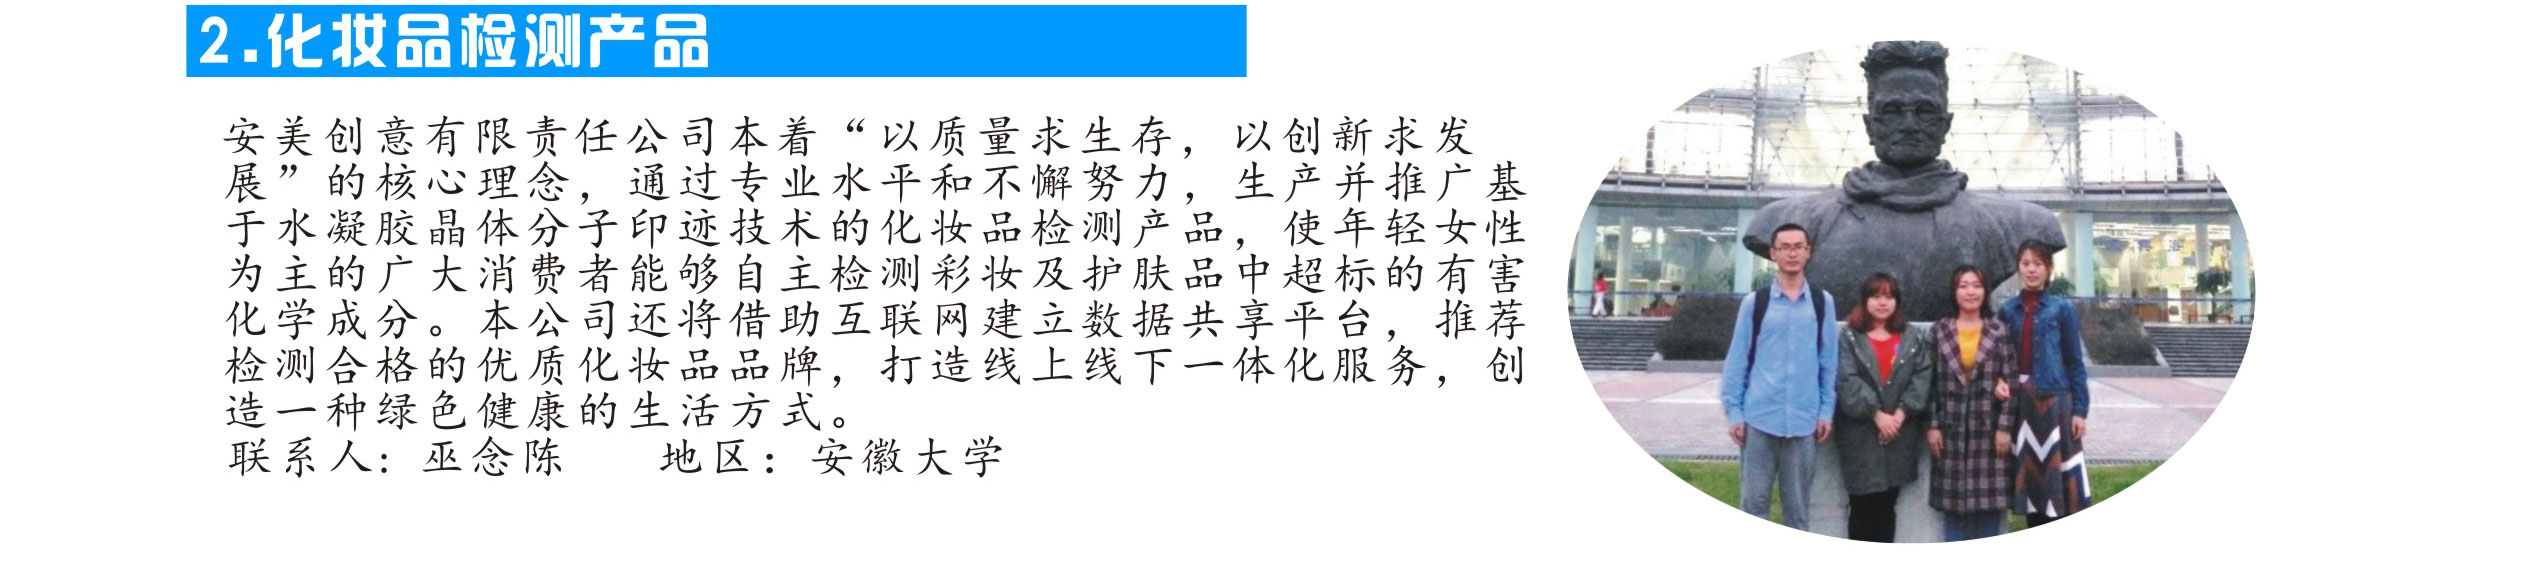 2.化妆品检测产品
安美创意有限责任公司本着“以质量求生存，以创新求发
展”的核心理念，通过专业水平和不懈努力，生产并推广基
于水凝胶晶体分子印迹技术的化妆品检测产品，使年轻女性
为主的广大消费者能够自主检测彩妆及护肤品中超标的有害
化学成分。本公司还将借助互联网建立数据共享平台，推荐
检测合格的优质化妆品品牌，打造线上线下一体化服务，创
造一种绿色健康的生活方式。
联系人：巫念陈 地区：安徽大学